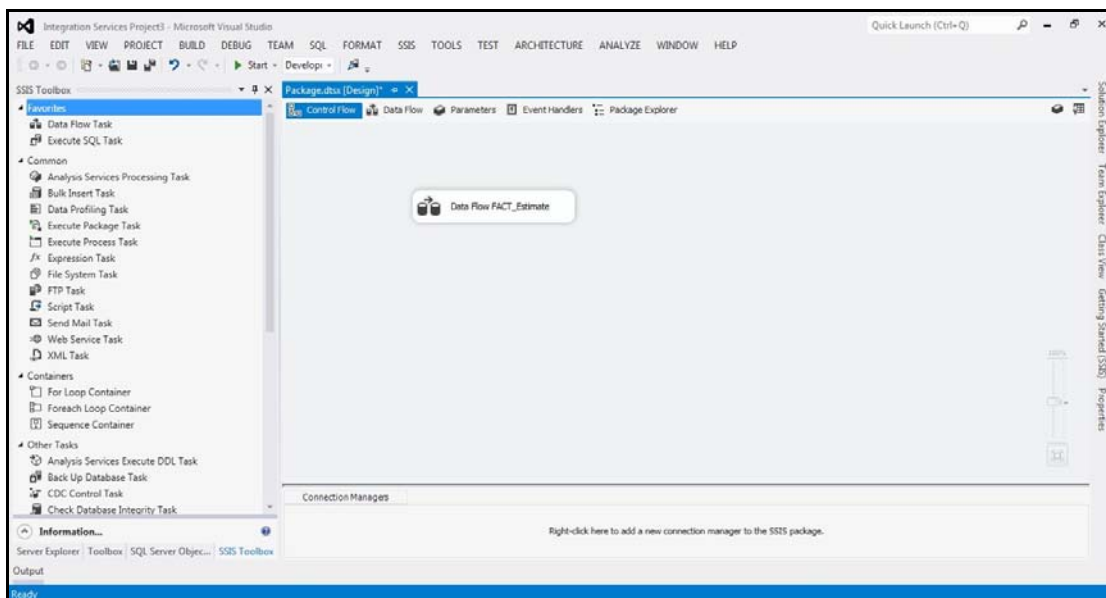 Integration Services Project3 - Microsoft Visual Studio
Quick Launch (Ctrl+Q)
FILE EDIT VIEW PROJECT BUILD DEBUG TEAM SQL FORMAT SSIS TOOLS TEST ARCHITECTURE ANALYZE WINDOW HELP
Start Develop
SSIS Toolbox
Package.dtsx [Design]*
Control Flow Data Flow Parameters Event Handlers Package Explorer
Favorites
Data Flow Task
Execute SQL Task
Common
Analysis Services Processing Task
Bulk Insert Task
Data Profiling Task
Execute Package Task
Execute Process Task
Expression Task
File System Task
FTP Task
Script Task
Send Mail Task
Web Service Task
XML Task
Containers
For Loop Container
Foreach Loop Container
Sequence Container
Other Tasks
Analysis Services Execute DDL Task
Back Up Database Task
CDC Control Task
Check Database Integrity Task
Information...
Server Explorer Toolbox SQL Server Objec... SSIS Toolbox
Output
Ready
Data Flow FACT_Estimate
100%
Connection Managers
Right-click here to add a new connection manager to the SSIS package.
Solution Explorer
Team Explorer
Class View
Getting Started (SSIS)
Properties